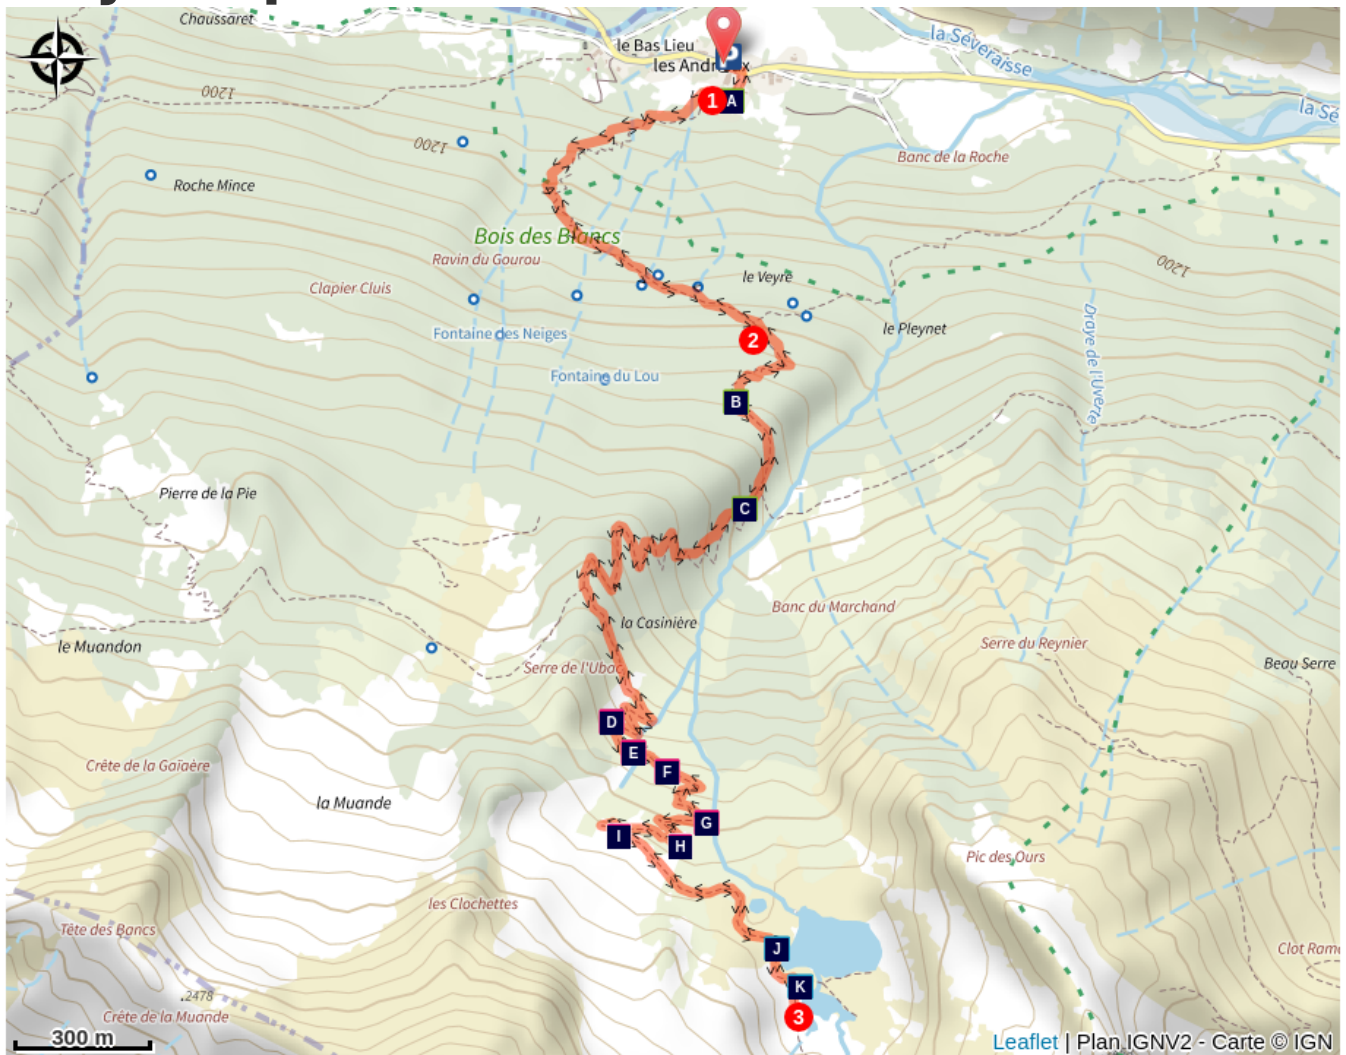 Chaussaret
le Bas Lieu
la Séveraisse
P
les Andr x
1200
1
A
la Sé
1200
Banc de la Roche
Roche Mince
Bois des Blancs
Ravin du Gourou
1200
le Veyre
Clapier Cluis
Fontaine des Neiges
le Pleynet
2
Draye de l'Uverte
Fontaine du Lou
B
Pierre de la Pie
C
Banc du Marchand
la Casinière
le Muandon
Serre du Reynier
Serre de l'Ubac
Beau Serre
D
E
Crête de la Gaïaère
F
la Muande
G
I
H
Pic des Ours
les Clochettes
Tête des Bancs
J
Clot Ram
K
.2478
Crête de la Muande
3
300 m
Leaflet | Plan IGNV2 - Carte © IGN